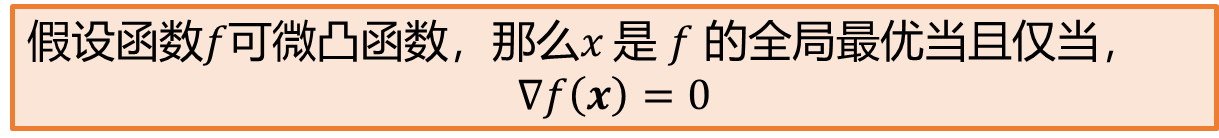 假设函数f可微凸函数，那么x 是 f 的全局最优当且仅当，
∇f(x) = 0